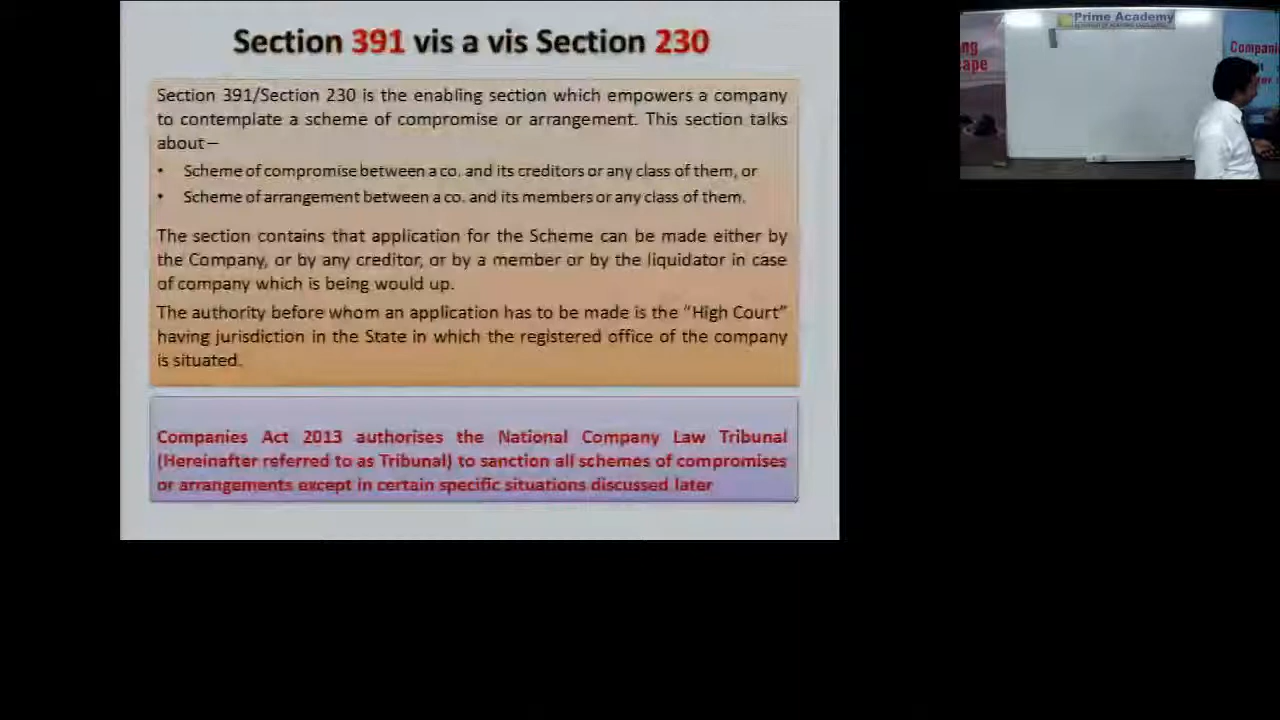 Section 391 vis a vis Section 230
Section 391/Section 230 is the enabling section which empowers a company
to contemplate a scheme of compromise or arrangement. This section talks
about –
• Scheme of compromise between a co. and its creditors or any class of them, or
• Scheme of arrangement between a co. and its members or any class of them.
The section contains that application for the Scheme can be made either by
the Company, or by any creditor, or by a member or by the liquidator in case
of company which is being would up.
The authority before whom an application has to be made is the "High Court"
having jurisdiction in the State in which the registered office of the company
is situated.
Companies Act 2013 authorises the National Company Law Tribunal
(Hereinafter referred to as Tribunal) to sanction all schemes of compromises
or arrangements except in certain specific situations discussed later
Prime Academy
ng
ape
Compani